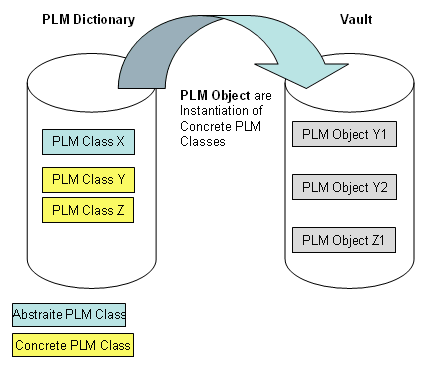 PLM Dictionary
Vault
PLM Object are
Instantiation of
Concrete PLM
Classes
PLM Class X
PLM Class Y
PLM Class Z
PLM Object Y1
PLM Object Y2
PLM Object Z1
Abstraite PLM Class
Concrete PLM Class